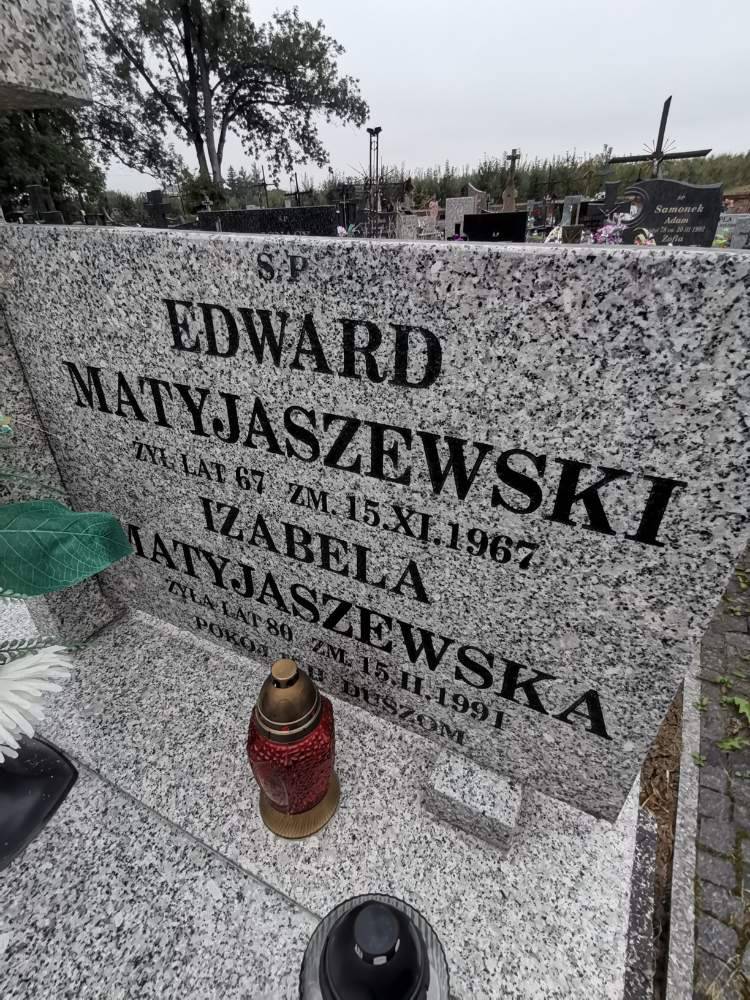 Ś.P.
EDWARD
MATYJASZEWSKI
ŻYŁ LAT 67 ZM. 15.XI.1967
IZABELA
MATYJASZEWSKA
ŻYŁA LAT 80 ZM. 15.II.1991
POKÓJ ICH DUSZOM
Samonek
Adam
Zofia